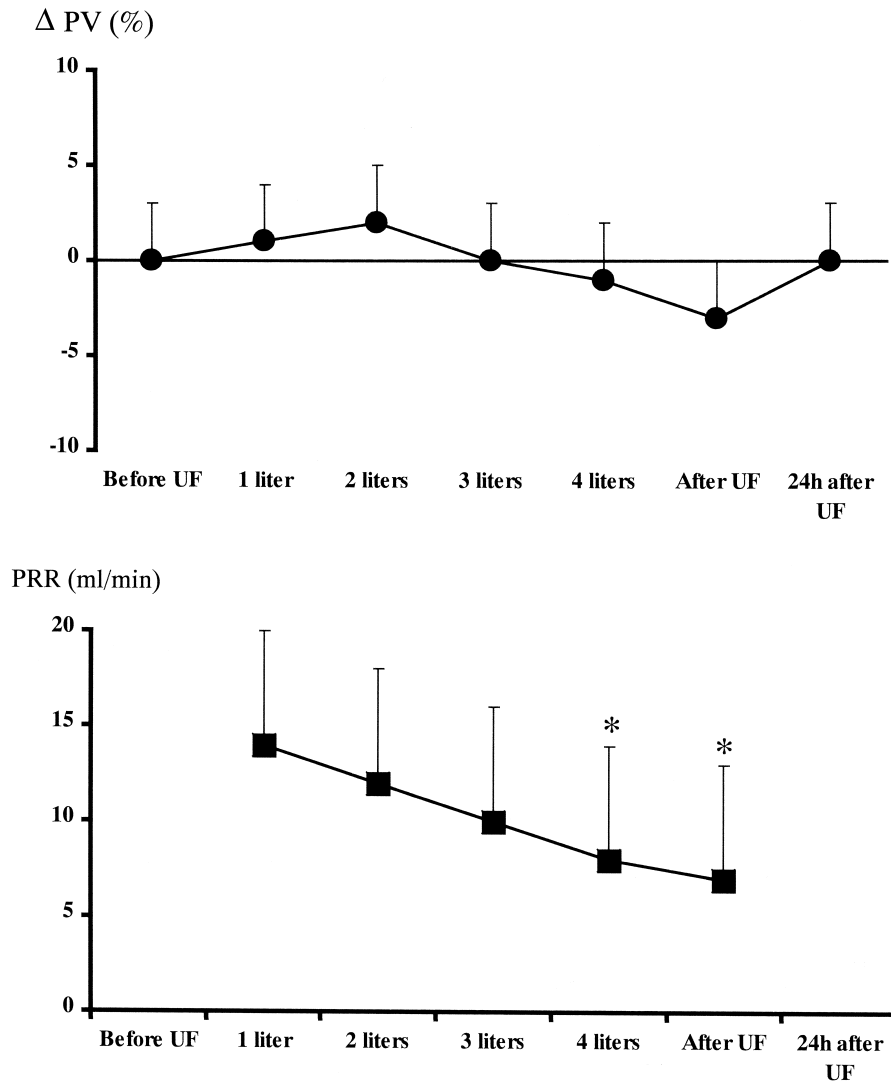 Δ PV (%)
10
5
0
-5
-10
Before UF 1 liter 2 liters 3 liters 4 liters After UF 24h after
UF
PRR (ml/min)
20
15
* *
10
5
0
Before UF 1 liter 2 liters 3 liters 4 liters After UF 24h after
UF